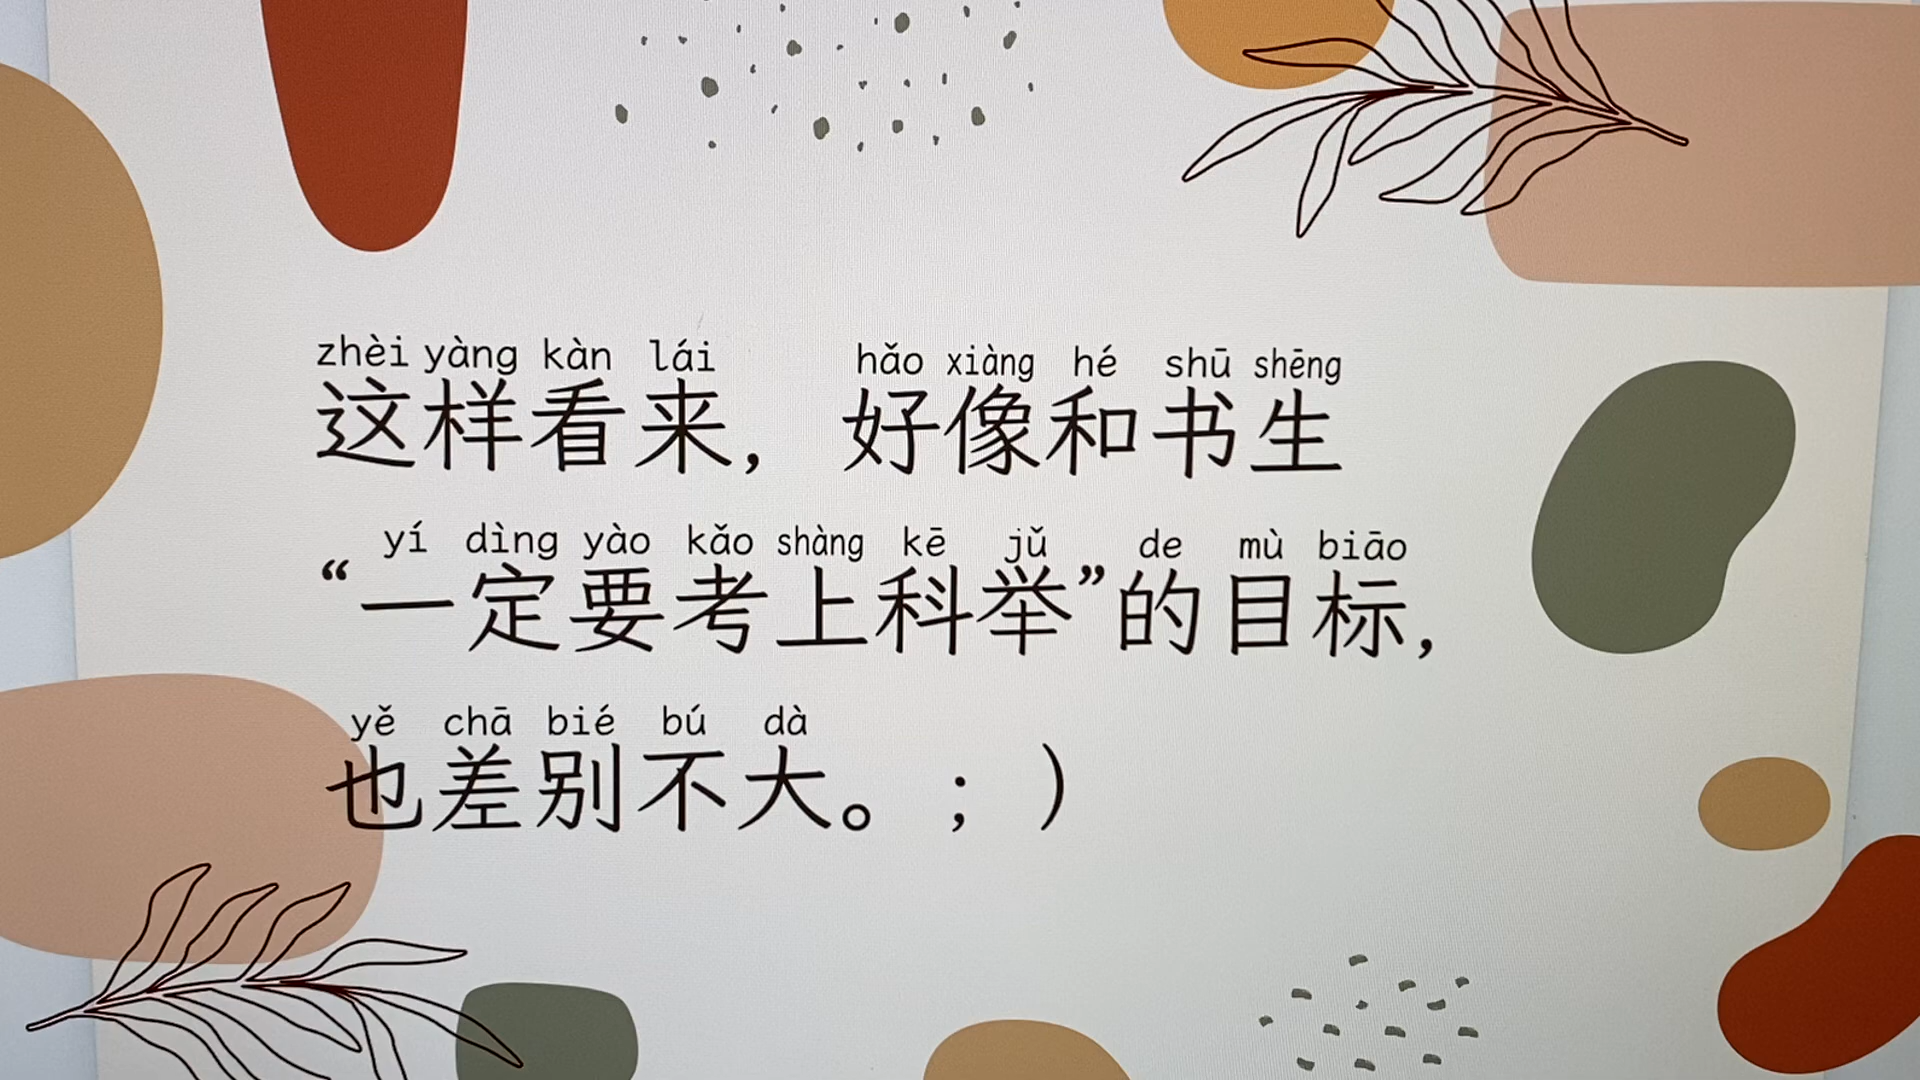 zhèi yàng kàn lái hǎo xiàng hé shū shēng
这样看来，好像和书生
yí dìng yào kǎo shàng kē jǔ de mù biāo
“一定要考上科举”的目标，
yě chā bié bú dà
也差别不大。；）